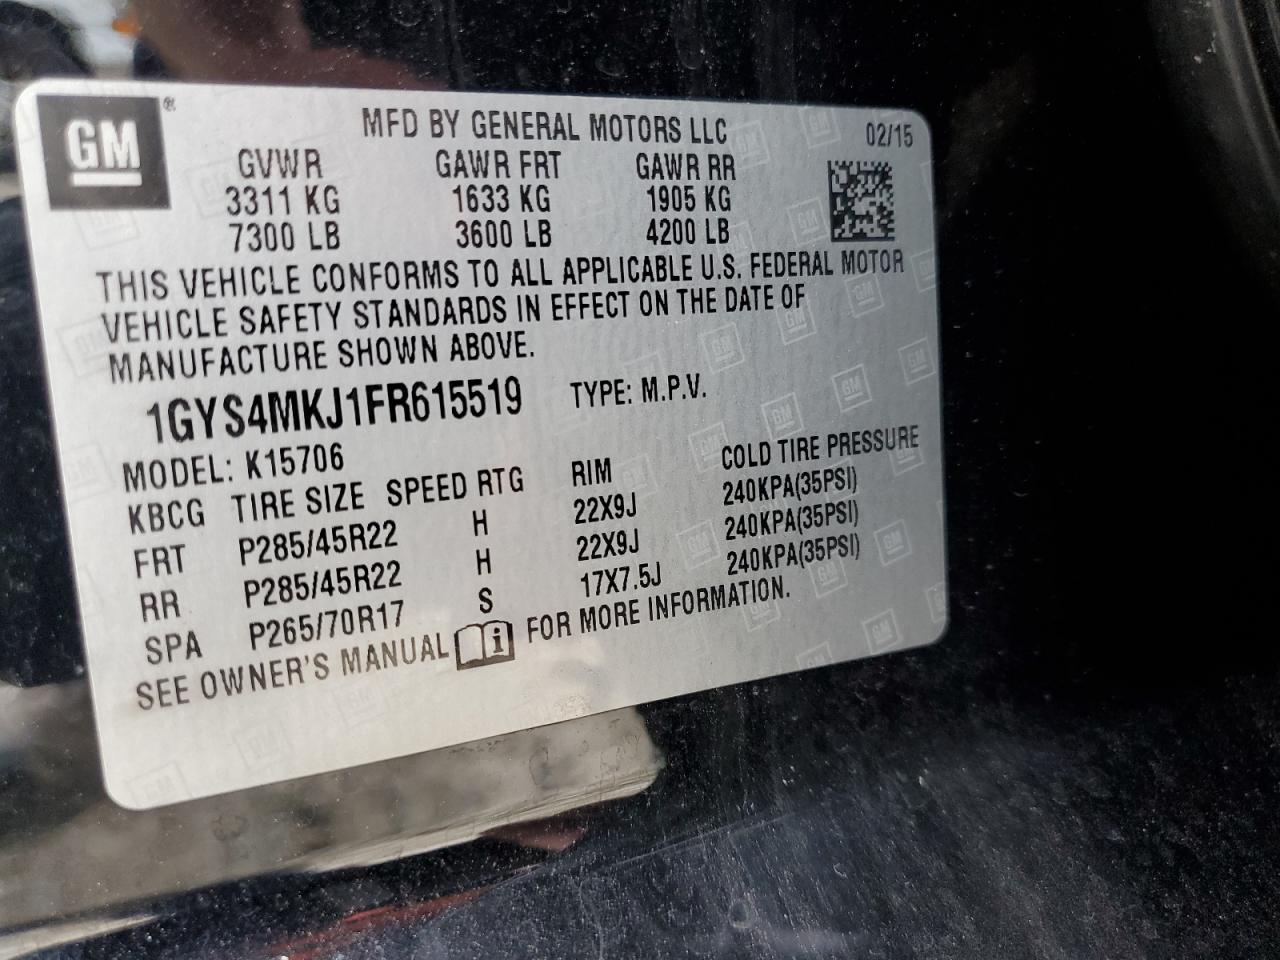 GM®
MFD BY GENERAL MOTORS LLC 02/15
GVWR GAWR FRT GAWR RR
3311 KG 1633 KG 1905 KG
7300 LB 3600 LB 4200 LB
THIS VEHICLE CONFORMS TO ALL APPLICABLE U.S. FEDERAL MOTOR
VEHICLE SAFETY STANDARDS IN EFFECT ON THE DATE OF
MANUFACTURE SHOWN ABOVE.
1GYS4MKJ1FR615519 TYPE: M.P.V.
MODEL: K15706
KBCG TIRE SIZE SPEED RTG RIM COLD TIRE PRESSURE
FRT P285/45R22 H 22X9J 240KPA(35PSI)
RR P285/45R22 H 22X9J 240KPA(35PSI)
SPA P265/70R17 S 17X7.5J 240KPA(35PSI)
SEE OWNER'S MANUAL i FOR MORE INFORMATION.